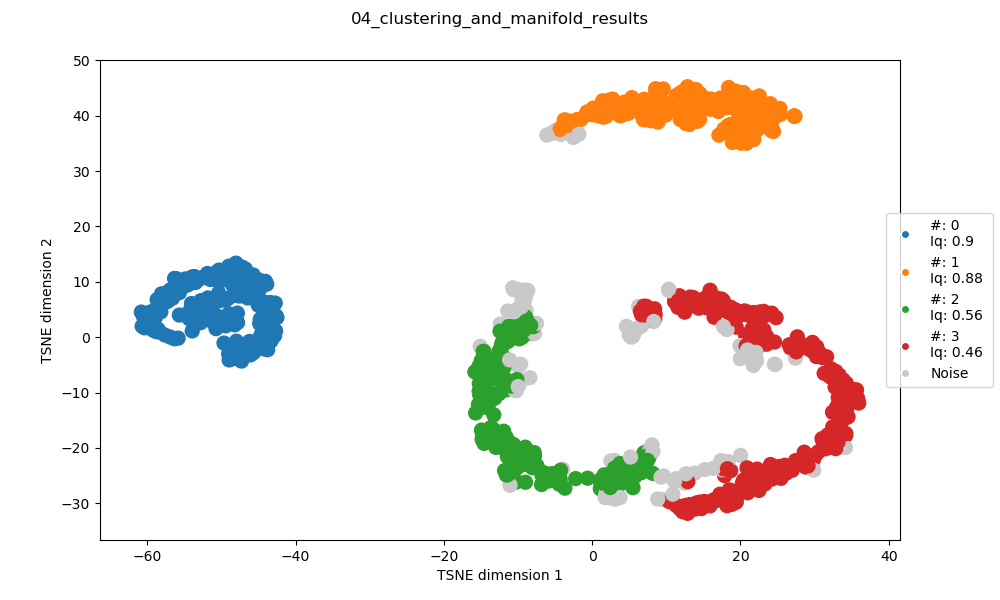 04_clustering_and_manifold_results
50
40
30
20
10
0
−10
−20
−30
TSNE dimension 2
−60
−40
−20
0
20
40
TSNE dimension 1
#: 0
Iq: 0.9
#: 1
Iq: 0.88
#: 2
Iq: 0.56
#: 3
Iq: 0.46
Noise